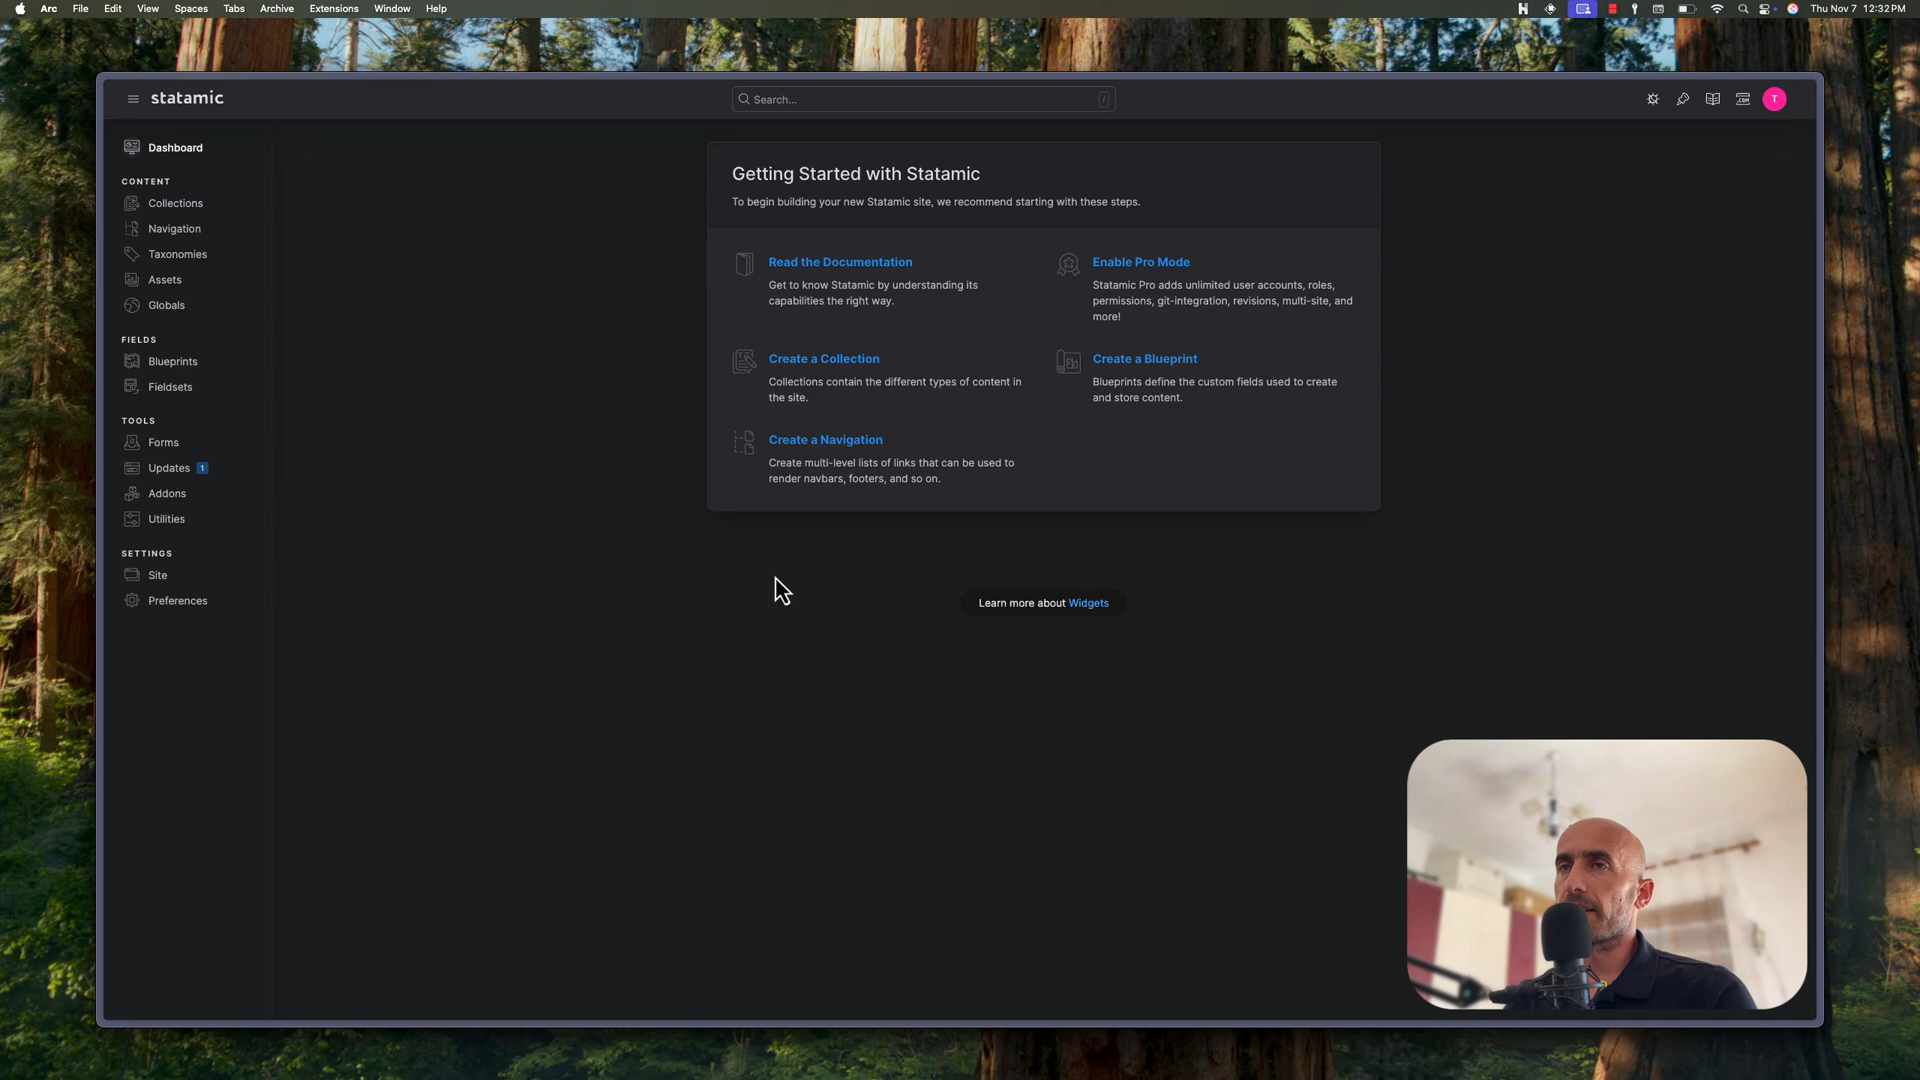 Arc File Edit View Spaces Tabs Archive Extensions Window Help
Thu Nov 7 12:32 PM
statamic
Search...
/
.COM
T
Dashboard
CONTENT
Collections
Navigation
Taxonomies
Assets
Globals
FIELDS
Blueprints
Fieldsets
TOOLS
Forms
Updates 1
Addons
Utilities
SETTINGS
Site
Preferences
Getting Started with Statamic
To begin building your new Statamic site, we recommend starting with these steps.
Read the Documentation
Get to know Statamic by understanding its
capabilities the right way.
Enable Pro Mode
Statamic Pro adds unlimited user accounts, roles,
permissions, git-integration, revisions, multi-site, and
more!
Create a Collection
Collections contain the different types of content in
the site.
Create a Blueprint
Blueprints define the custom fields used to create
and store content.
Create a Navigation
Create multi-level lists of links that can be used to
render navbars, footers, and so on.
Learn more about Widgets